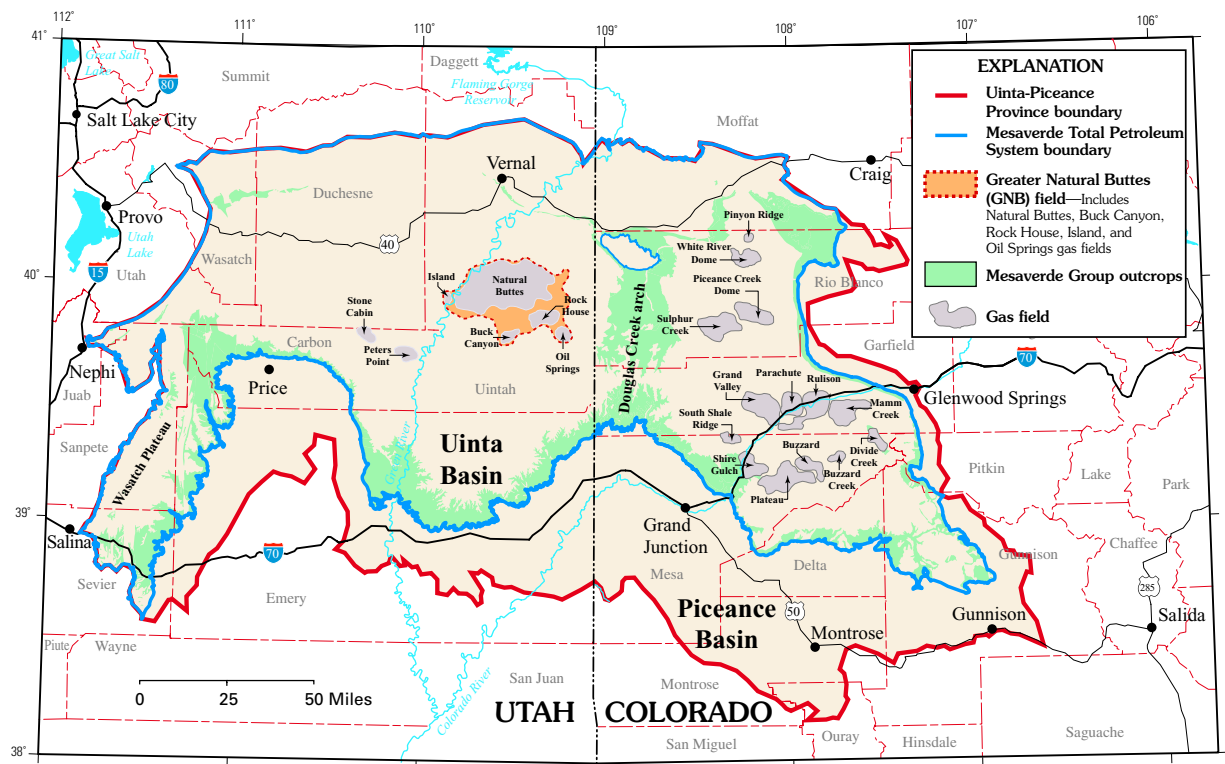 112°
111°
110°
109°
108°
107°
106°
41°
Great Salt
Lake
80
Summit
Daggett
Flaming Gorge
Reservoir
Moffat
Salt Lake City
Vernal
Craig
Duchesne
Provo
Utah
Lake
40
Wasatch
15
Utah
40°
Pinyon Ridge
White River
Dome
Piceance Creek
Dome
Rio Blanco
Island
Natural
Buttes
Rock
House
Stone
Cabin
Buck
Canyon
Oil
Springs
Sulphur
Creek
Douglas Creek arch
Peters
Point
Carbon
Garfield
70
Nephi
Price
Uintah
Juab
Grand
Valley
Parachute
Rulison
Mamm
Creek
Glenwood Springs
South Shale
Ridge
Sanpete
Wasatch Plateau
Uinta
Basin
Green River
Shire
Gulch
Buzzard
Divide
Creek
Buzzard
Creek
Plateau
Pitkin
Lake
Park
39°
Salina
Grand
Junction
70
Sevier
Emery
Mesa
Delta
Gunnison
Chaffee
285
Piceance
Basin
50
Gunnison
Salida
Montrose
Piute
Wayne
0
25
50 Miles
San Juan
Colorado River
Montrose
UTAH
COLORADO
San Miguel
Ouray
Hinsdale
Saguache
38°
EXPLANATION
Uinta-Piceance
Province boundary
Mesaverde Total Petroleum
System boundary
Greater Natural Buttes
(GNB) field—Includes
Natural Buttes, Buck Canyon,
Rock House, Island, and
Oil Springs gas fields
Mesaverde Group outcrops
Gas field